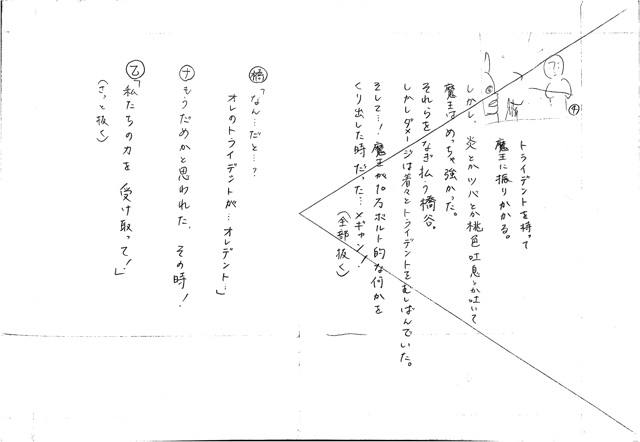 ④
トライデントを持って
魔王に振りかかる。
しかし、炎とかツバとか桃色吐息とか吐いて
魔王はめっちゃ強かった。
それらをなぎ払う橋谷。
しかしダメージは着々とトライデントをむしばんでいた。
そして…！魔王が10万ボルト的な何かを
くり出した時だった…メギャン！
（全部抜く）
橋「なん…だと…？
オレのトライデントが…オレデント…」
ナ もうだめかと思われた、その時！
乙「私たちの力を 受け取って！」
（さっと抜く）